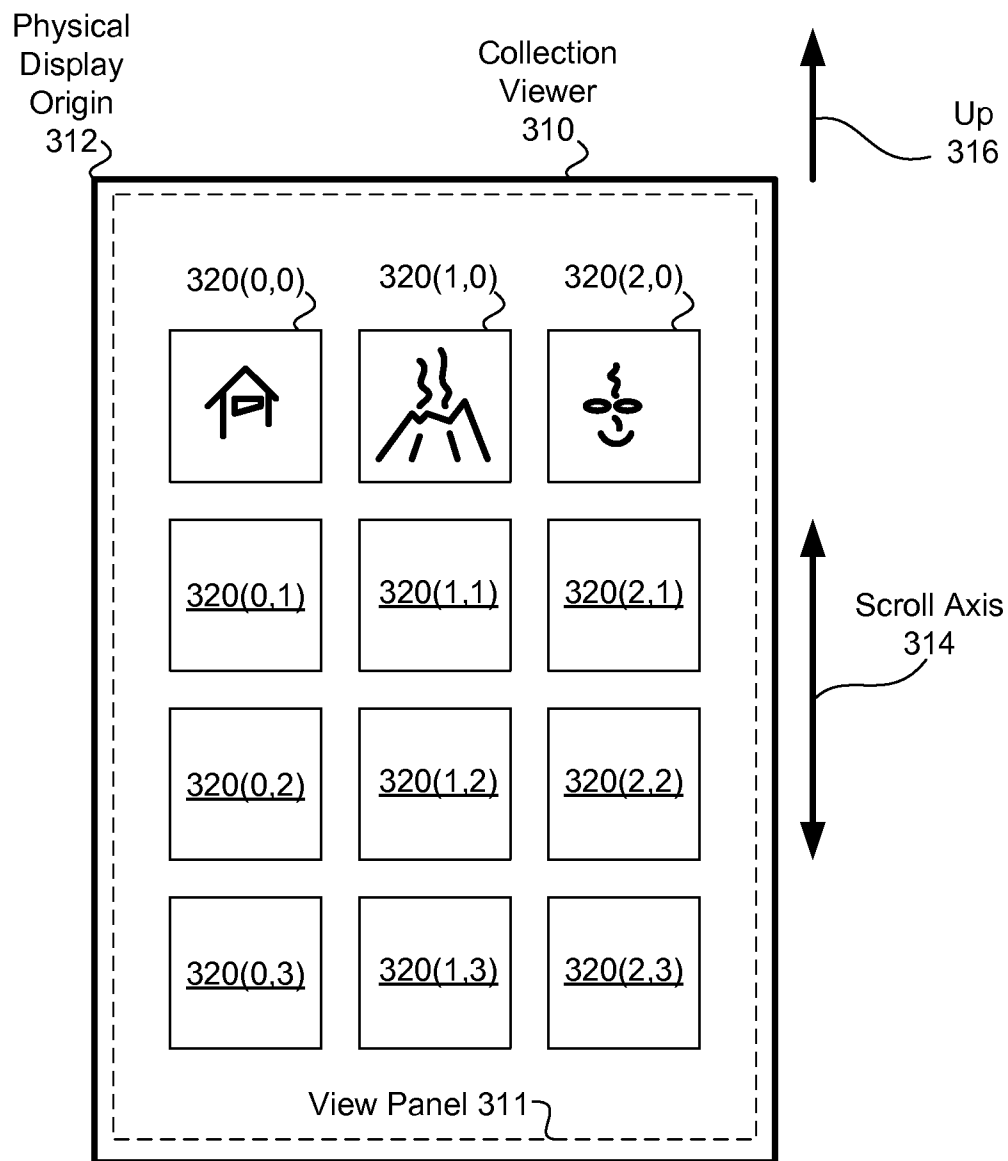 Physical
Display
Origin
312
Collection
Viewer
310
Up
316
320(0,0)
320(1,0)
320(2,0)
320(0,1)
320(1,1)
320(2,1)
Scroll Axis
314
320(0,2)
320(1,2)
320(2,2)
320(0,3)
320(1,3)
320(2,3)
View Panel 311